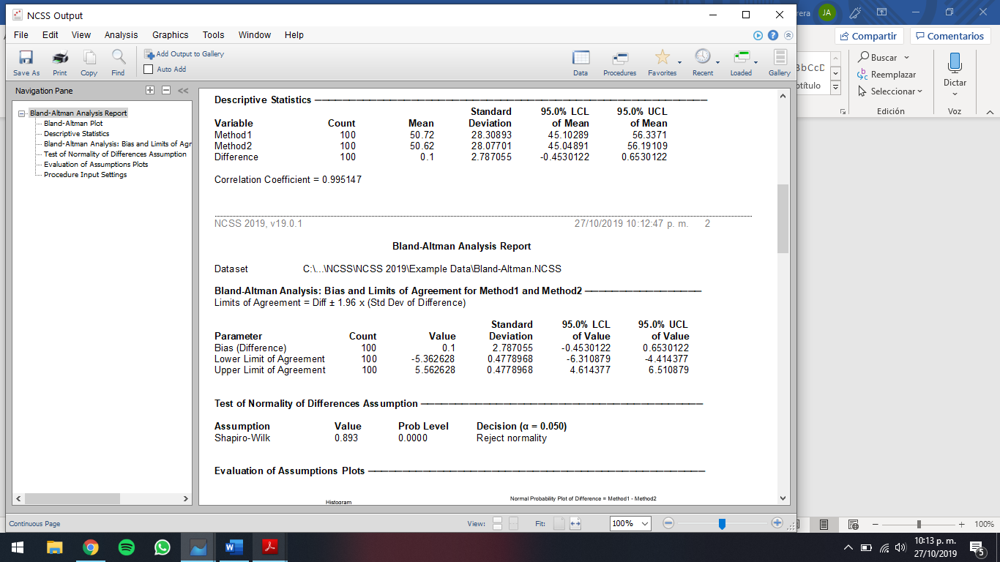 NCSS Output
rera JA
File Edit View Analysis Graphics Tools Window Help
Compartir Comentarios
Save As Print Copy Find Add Output to Gallery
Auto Add
Data Procedures Favorites Recent Loaded Gallery
Buscar
Reemplazar
Seleccionar
Edición
Dictar
Voz
Navigation Pane <<
Bland-Altman Analysis Report
Bland-Altman Plot
Descriptive Statistics
Bland-Altman Analysis: Bias and Limits of Agr
Test of Normality of Differences Assumption
Evaluation of Assumptions Plots
Procedure Input Settings
Descriptive Statistics
Standard 95.0% LCL 95.0% UCL
Variable Count Mean Deviation of Mean of Mean
Method1 100 50.72 28.30893 45.10289 56.3371
Method2 100 50.62 28.07701 45.04891 56.19109
Difference 100 0.1 2.787055 -0.4530122 0.6530122
Correlation Coefficient = 0.995147
NCSS 2019, v19.0.1 27/10/2019 10:12:47 p. m. 2
Bland-Altman Analysis Report
Dataset C:\...\NCSS\NCSS 2019\Example Data\Bland-Altman.NCSS
Bland-Altman Analysis: Bias and Limits of Agreement for Method1 and Method2
Limits of Agreement = Diff ± 1.96 x (Std Dev of Difference)
Standard 95.0% LCL 95.0% UCL
Parameter Count Value Deviation of Value of Value
Bias (Difference) 100 0.1 2.787055 -0.4530122 0.6530122
Lower Limit of Agreement 100 -5.362628 0.4778968 -6.310879 -4.414377
Upper Limit of Agreement 100 5.562628 0.4778968 4.614377 6.510879
Test of Normality of Differences Assumption
Assumption Value Prob Level Decision (α = 0.050)
Shapiro-Wilk 0.893 0.0000 Reject normality
Evaluation of Assumptions Plots
Histogram Normal Probability Plot of Difference = Method1 - Method2
Continuous Page View: Fit: 100%
100%
10:13 p. m.
27/10/2019
5